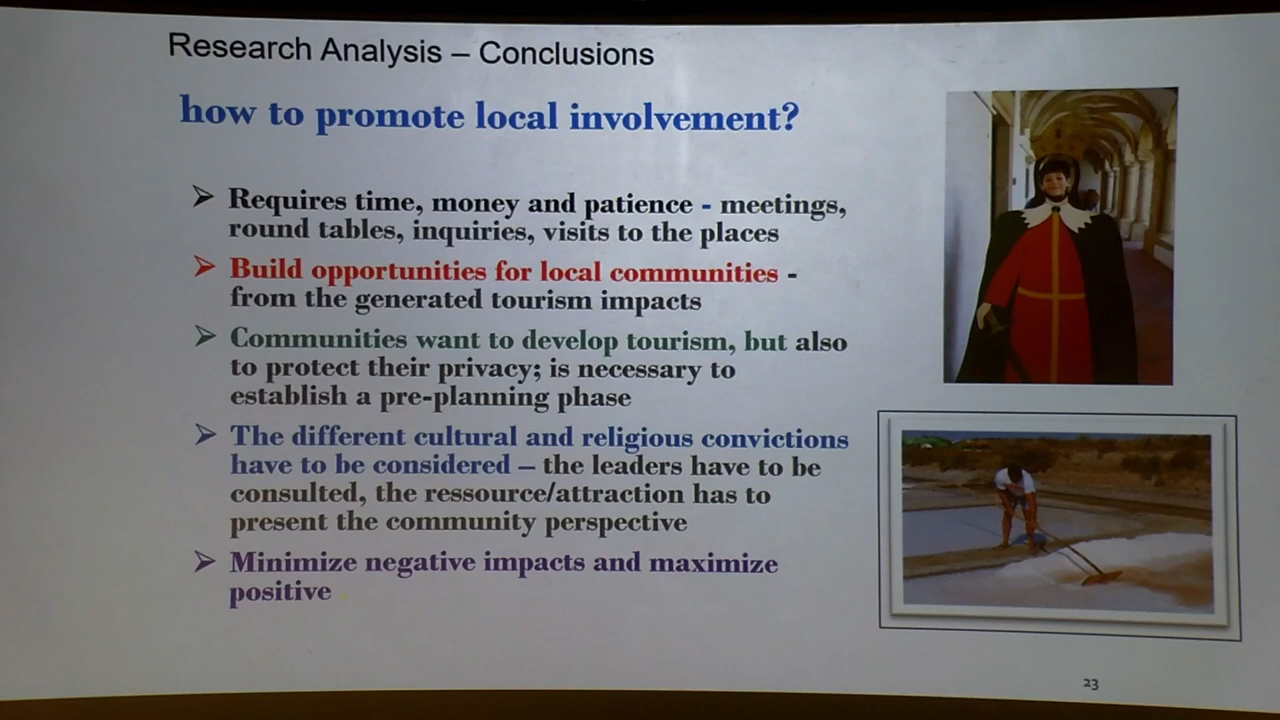 Research Analysis – Conclusions
how to promote local involvement?
➢ Requires time, money and patience - meetings,
round tables, inquiries, visits to the places
➢ Build opportunities for local communities -
from the generated tourism impacts
➢ Communities want to develop tourism, but also
to protect their privacy; is necessary to
establish a pre-planning phase
➢ The different cultural and religious convictions
have to be considered – the leaders have to be
consulted, the ressource/attraction has to
present the community perspective
➢ Minimize negative impacts and maximize
positive
23